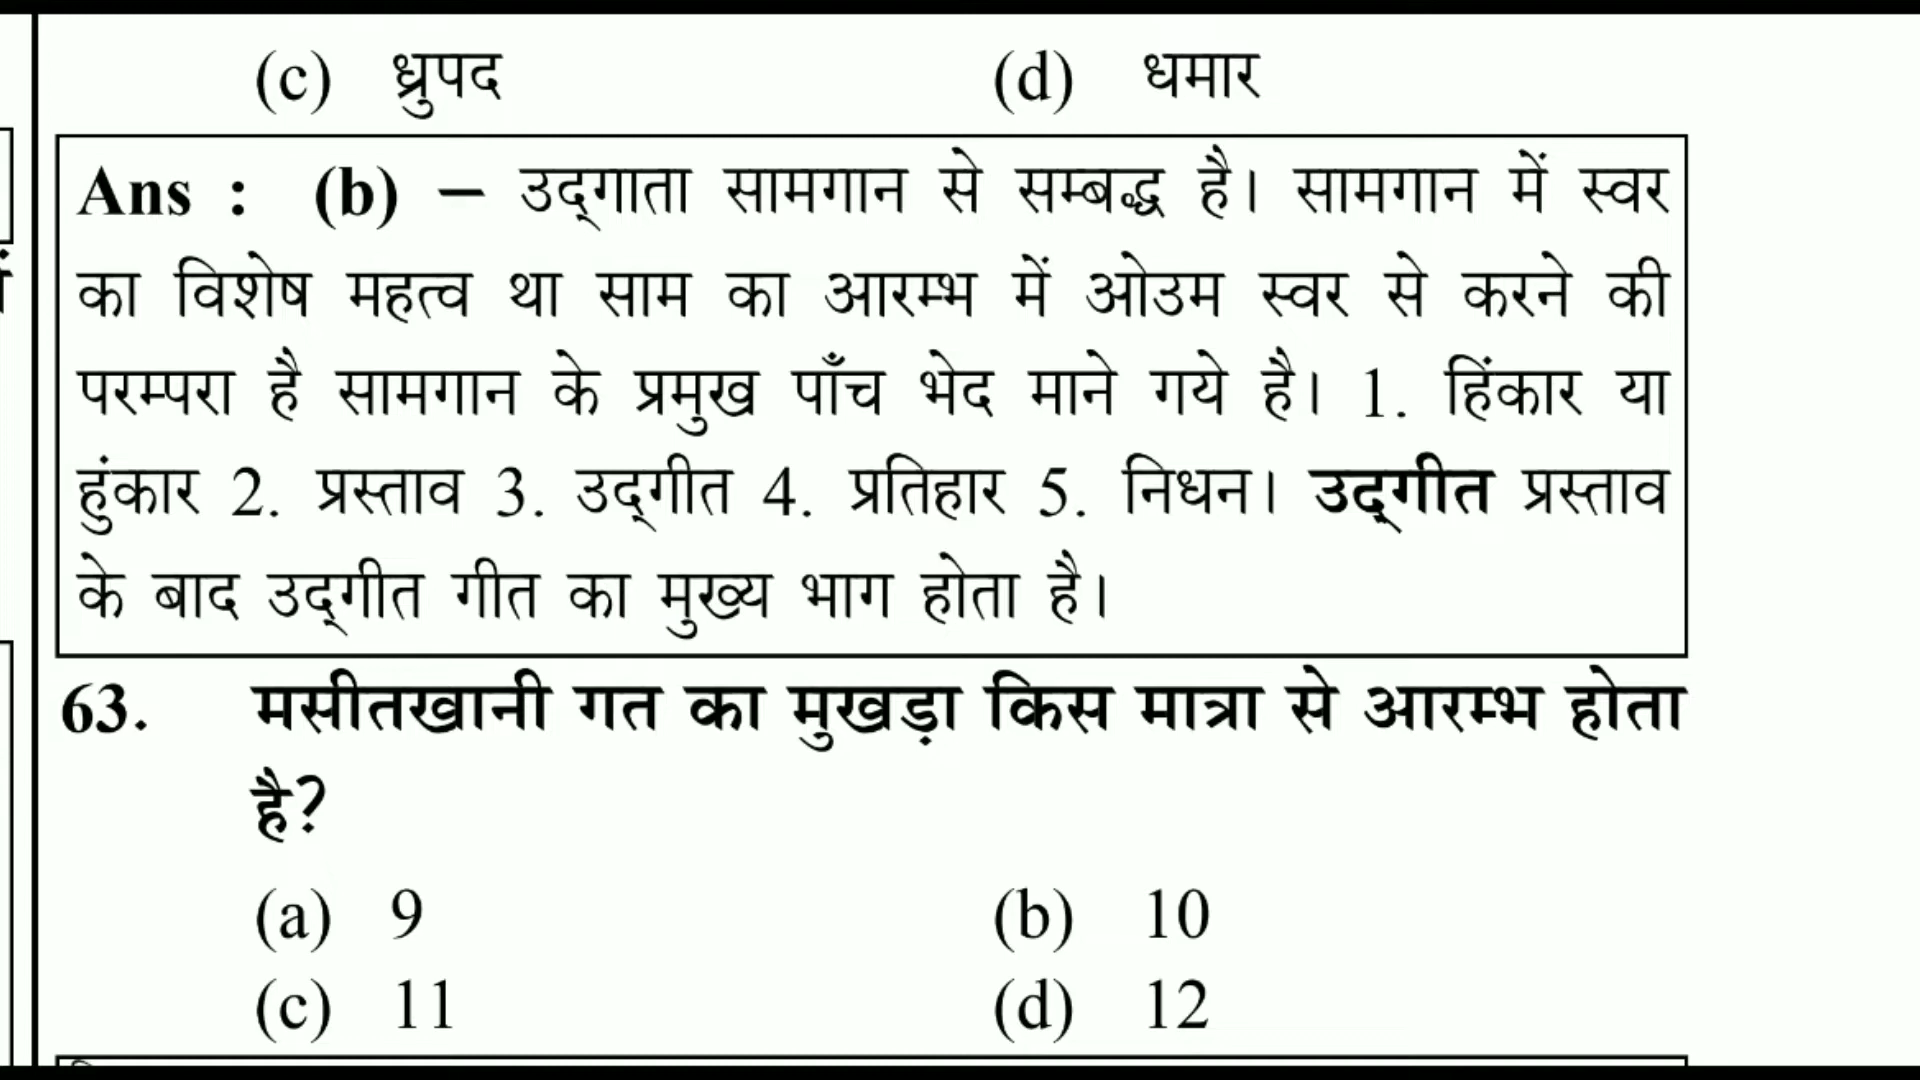 (c) ध्रुपद (d) धमार
Ans : (b) – उद्‌गाता सामगान से सम्बद्ध है। सामगान में स्वर
का विशेष महत्व था साम का आरम्भ में ओउम स्वर से करने की
परम्परा है सामगान के प्रमुख पाँच भेद माने गये है। 1. हिंकार या
हुंकार 2. प्रस्ताव 3. उद्‌गीत 4. प्रतिहार 5. निधन। उद्‌गीत प्रस्ताव
के बाद उद्‌गीत गीत का मुख्य भाग होता है।
63. मसीतखानी गत का मुखड़ा किस मात्रा से आरम्भ होता
है?
(a) 9 (b) 10
(c) 11 (d) 12